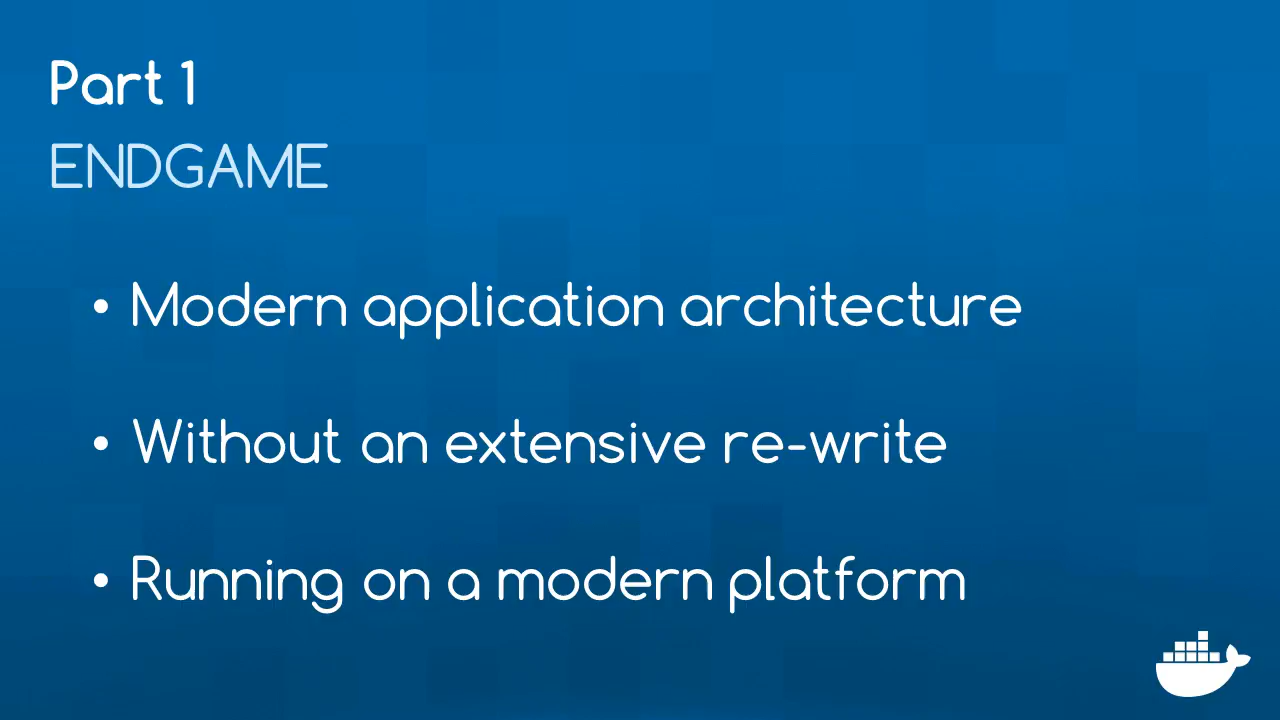 Part 1
ENDGAME
• Modern application architecture
• Without an extensive re-write
• Running on a modern platform